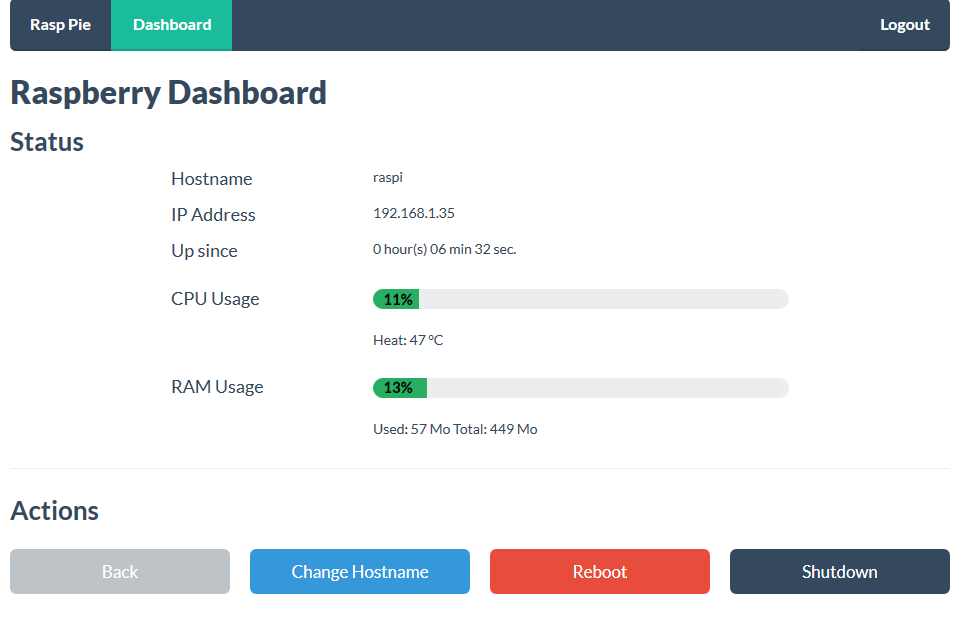 Rasp Pie Dashboard Logout
Raspberry Dashboard
Status
Hostname raspi
IP Address 192.168.1.35
Up since 0 hour(s) 06 min 32 sec.
CPU Usage 11%
Heat: 47 °C
RAM Usage 13%
Used: 57 Mo Total: 449 Mo
Actions
Back Change Hostname Reboot Shutdown